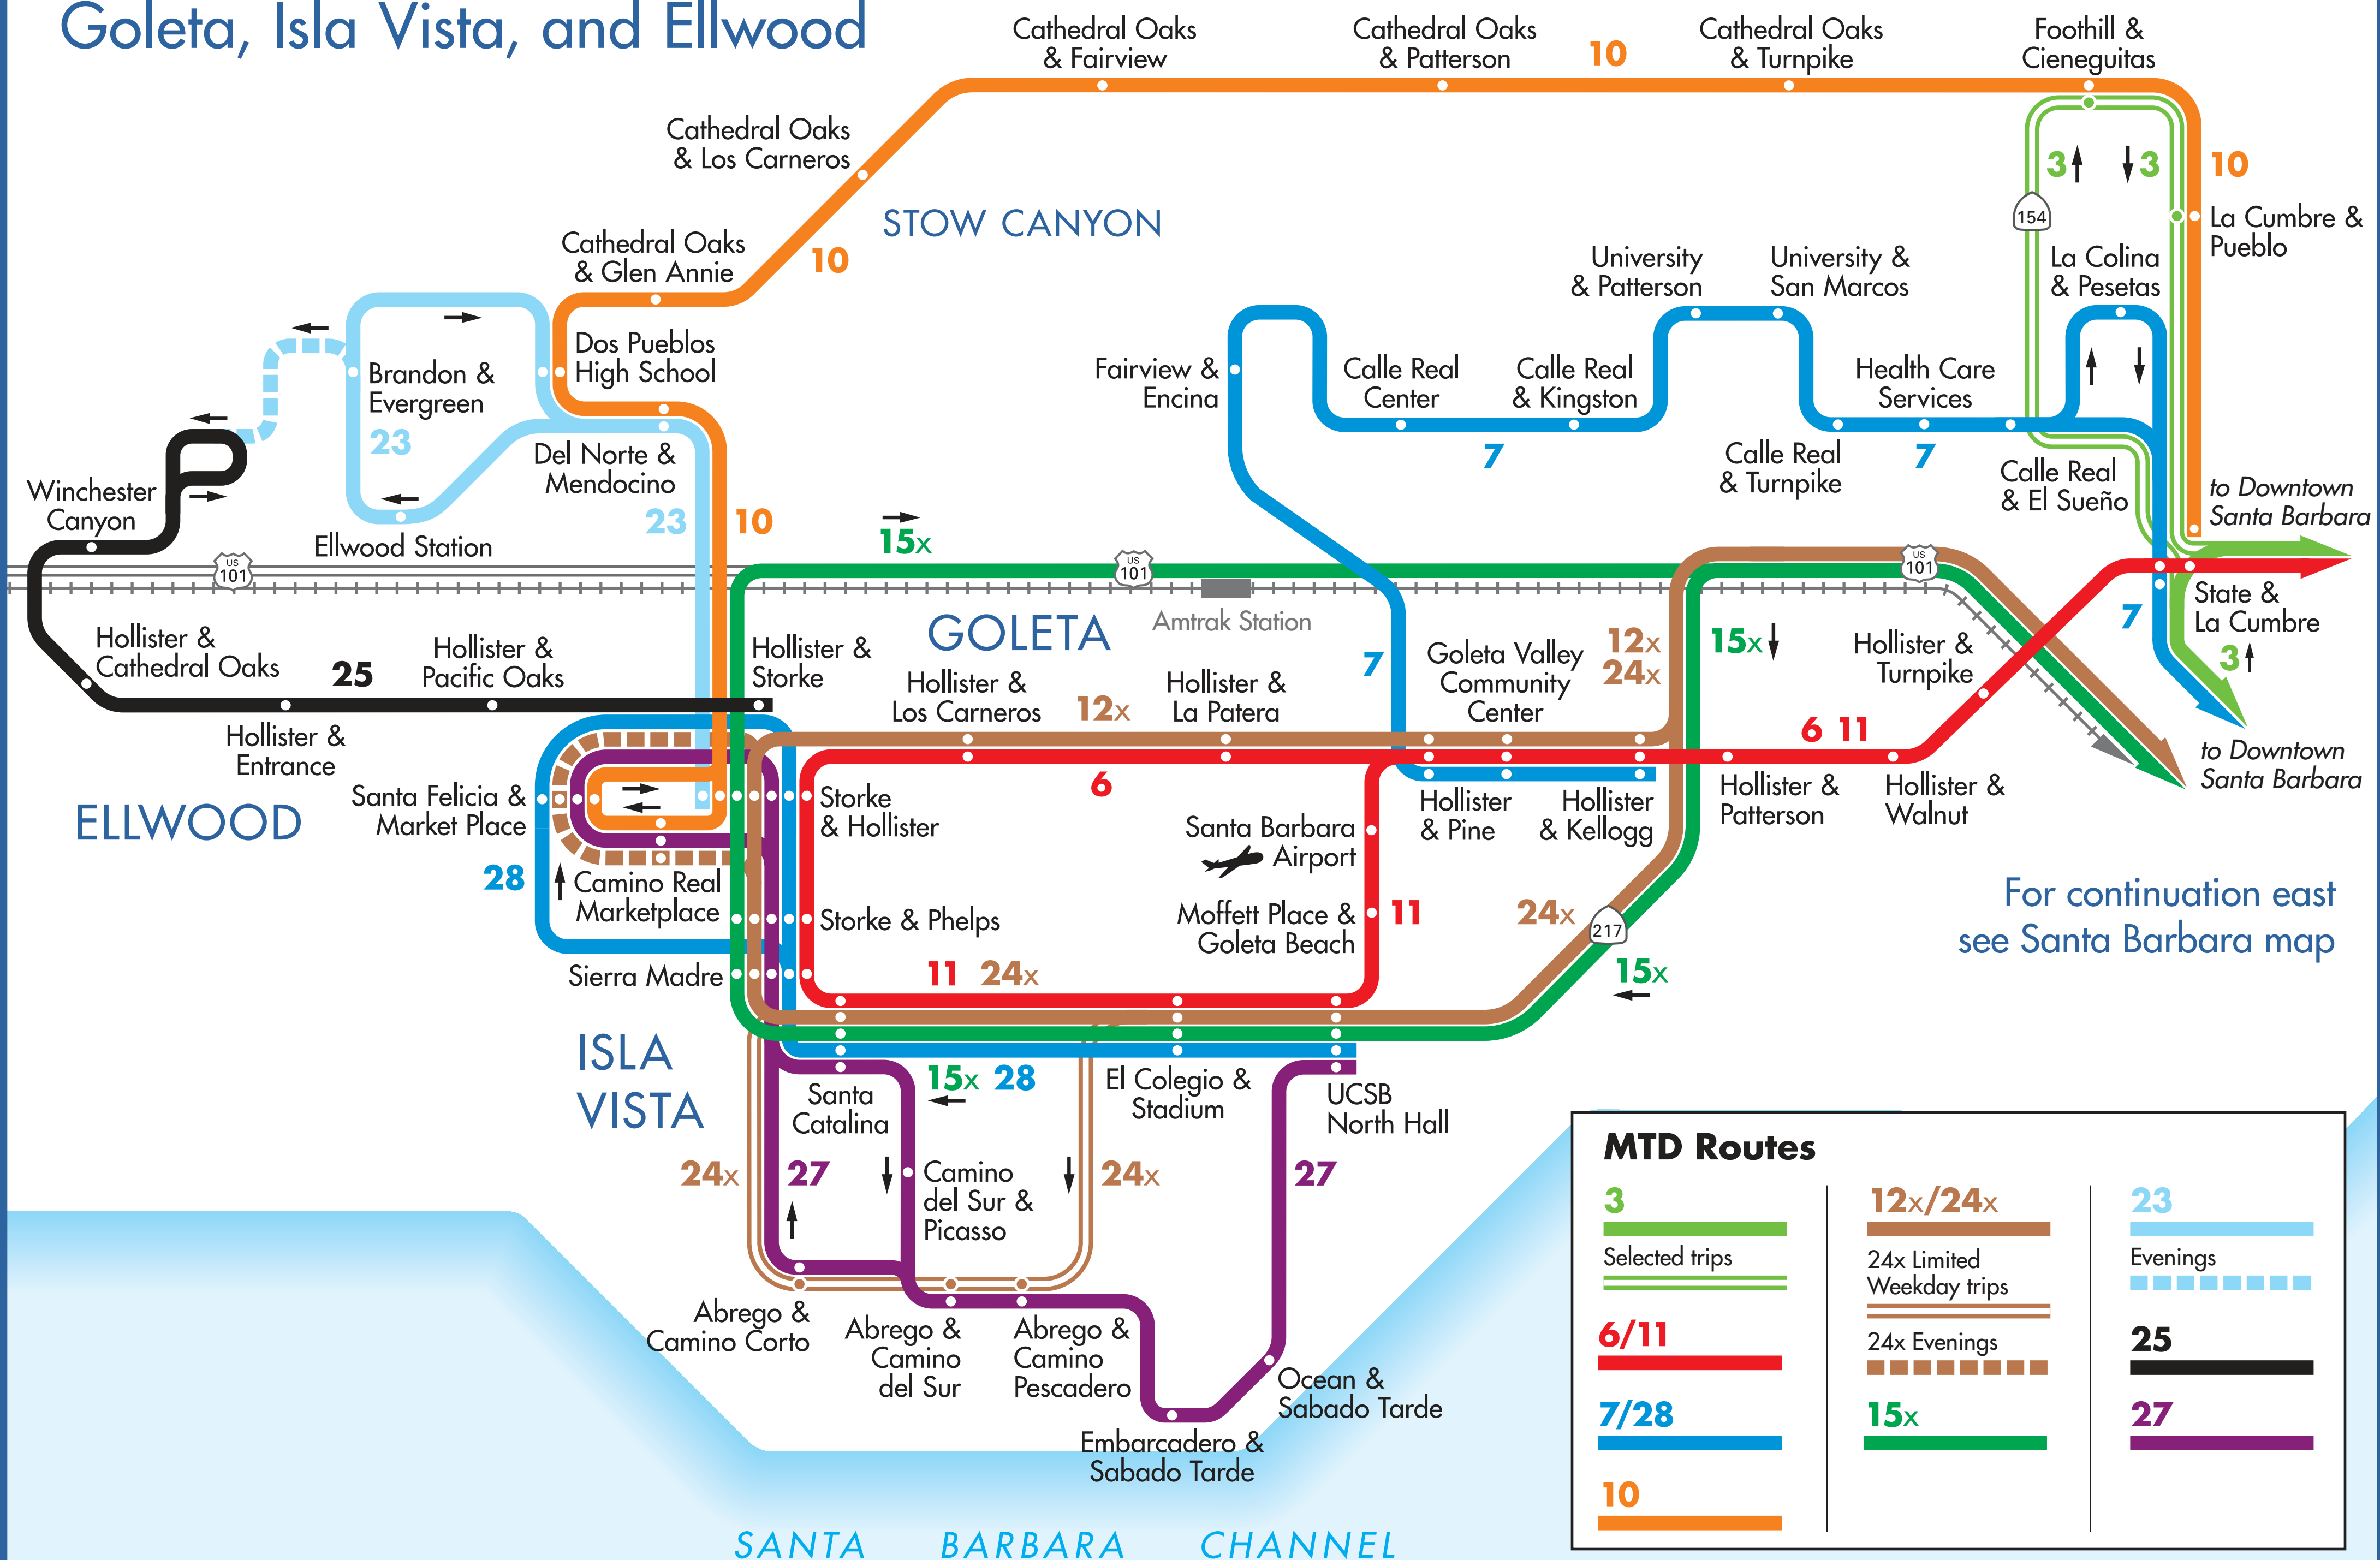 Goleta, Isla Vista, and Ellwood
Cathedral Oaks
& Fairview
Cathedral Oaks
& Patterson
10
Cathedral Oaks
& Turnpike
Foothill &
Cieneguitas
Cathedral Oaks
& Los Carneros
3
3
10
154
La Cumbre &
Pueblo
STOW CANYON
Cathedral Oaks
& Glen Annie
10
University
& Patterson
University &
San Marcos
La Colina
& Pesetas
Dos Pueblos
High School
Brandon &
Evergreen
23
Fairview &
Encina
Calle Real
Center
Calle Real
& Kingston
Health Care
Services
7
Calle Real
& Turnpike
7
Calle Real
& El Sueño
Del Norte &
Mendocino
Winchester
Canyon
23
10
to Downtown
Santa Barbara
Ellwood Station
15x
US
101
US
101
US
101
GOLETA
Amtrak Station
State &
La Cumbre
7
3
Hollister &
Cathedral Oaks
25
Hollister &
Pacific Oaks
Hollister &
Storke
Hollister &
Los Carneros
12x
Hollister &
La Patera
7
Goleta Valley
Community
Center
12x
24x
15x
Hollister &
Turnpike
Hollister &
Entrance
6 11
to Downtown
Santa Barbara
6
Santa Felicia &
Market Place
ELLWOOD
Storke
& Hollister
Santa Barbara
Airport
Hollister
& Pine
Hollister
& Kellogg
Hollister &
Patterson
Hollister &
Walnut
28
Camino Real
Marketplace
Storke & Phelps
Moffett Place &
Goleta Beach
11
24x
217
For continuation east
see Santa Barbara map
Sierra Madre
11 24x
15x
ISLA
VISTA
Santa
Catalina
15x 28
El Colegio &
Stadium
UCSB
North Hall
24x
27
Camino
del Sur &
Picasso
24x
27
Abrego &
Camino Corto
Abrego &
Camino
del Sur
Abrego &
Camino
Pescadero
Ocean &
Sabado Tarde
Embarcadero &
Sabado Tarde
SANTA BARBARA CHANNEL
MTD Routes
3
Selected trips
6/11
7/28
10
12x/24x
24x Limited
Weekday trips
24x Evenings
15x
23
Evenings
25
27